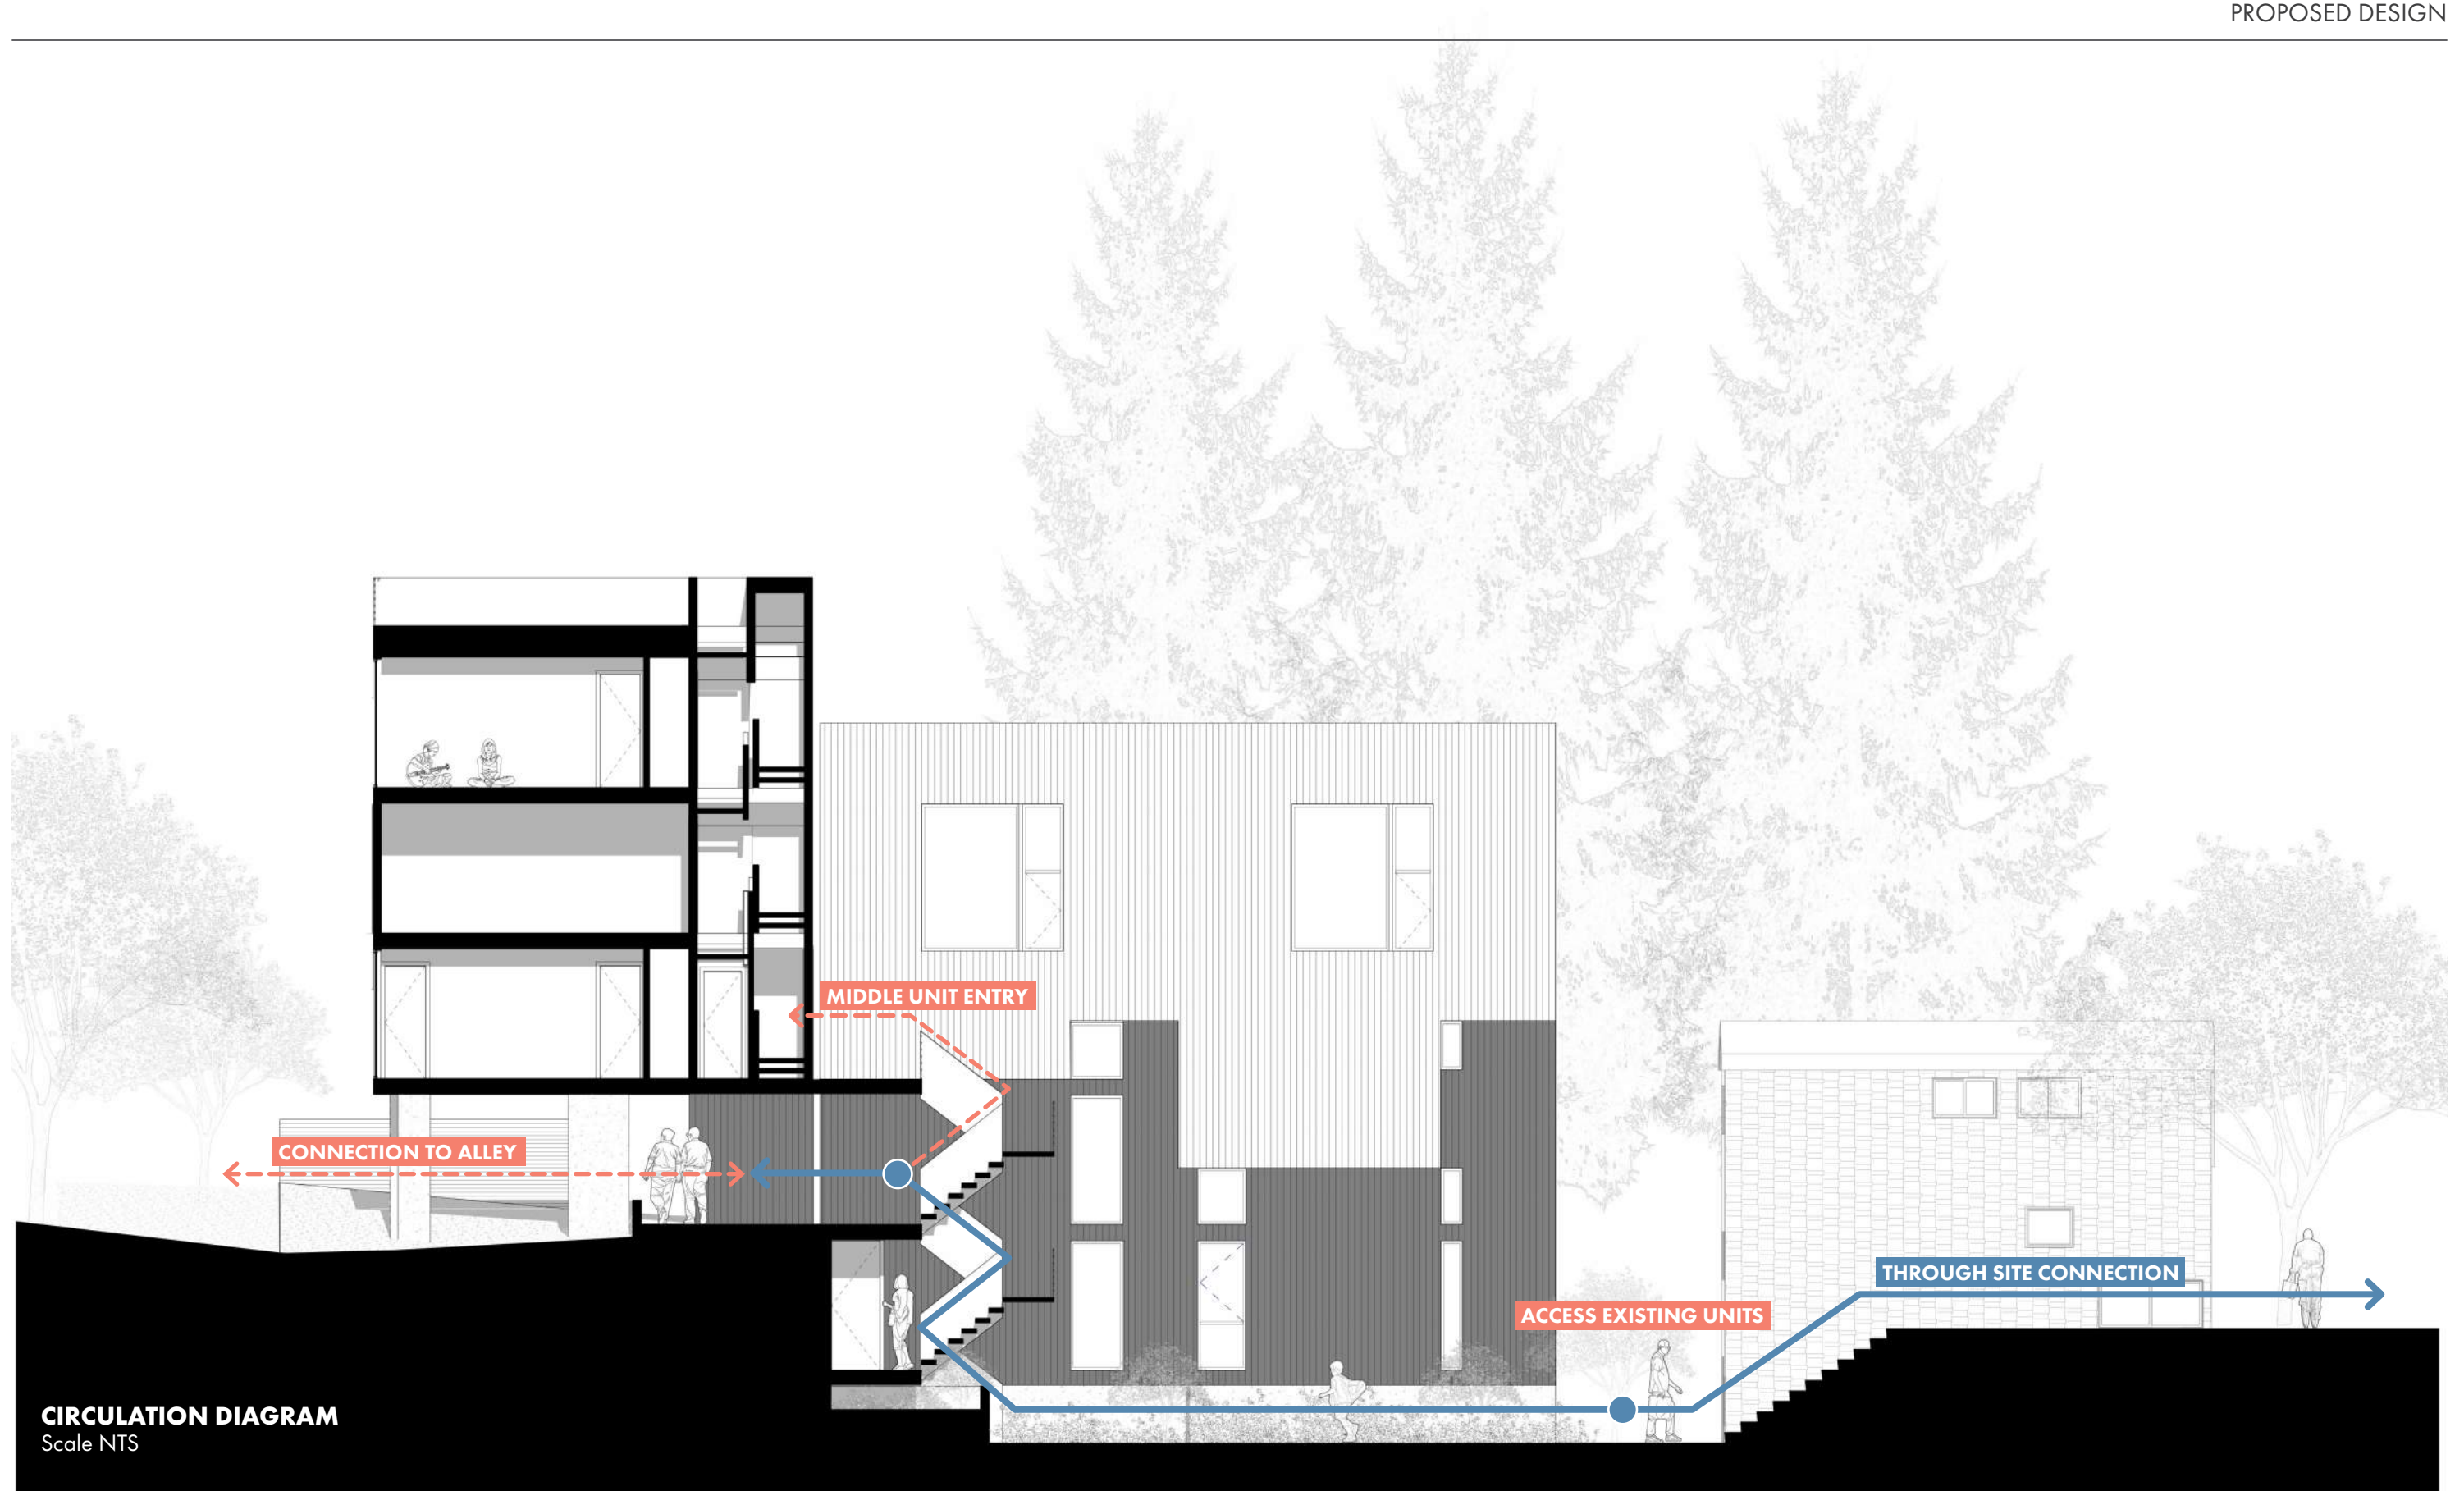 PROPOSED DESIGN
MIDDLE UNIT ENTRY
CONNECTION TO ALLEY
THROUGH SITE CONNECTION
ACCESS EXISTING UNITS
CIRCULATION DIAGRAM
Scale NTS